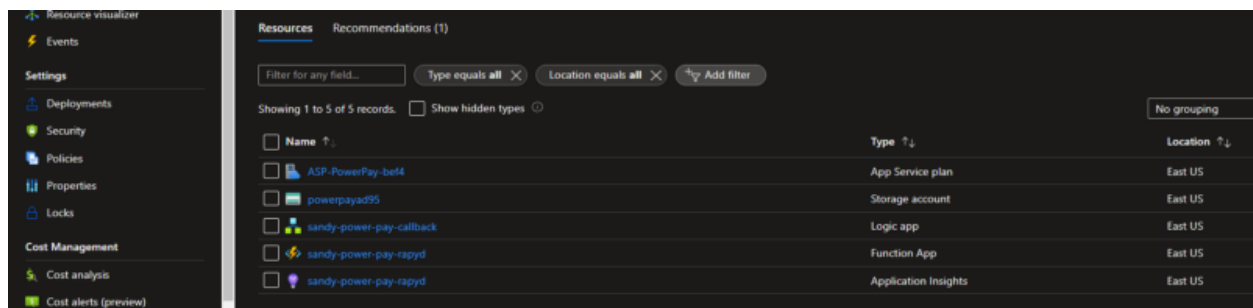 Resource visualizer
Events
Settings
Deployments
Security
Policies
Properties
Locks
Cost Management
Cost analysis
Cost alerts (preview)
Resources Recommendations (1)
Filter for any field... Type equals all Location equals all Add filter
Showing 1 to 5 of 5 records. Show hidden types No grouping
Name Type Location
ASP-PowerPay-bef4 App Service plan East US
powerpayad95 Storage account East US
sandy-power-pay-callback Logic app East US
sandy-power-pay-rapyd Function App East US
sandy-power-pay-rapyd Application Insights East US